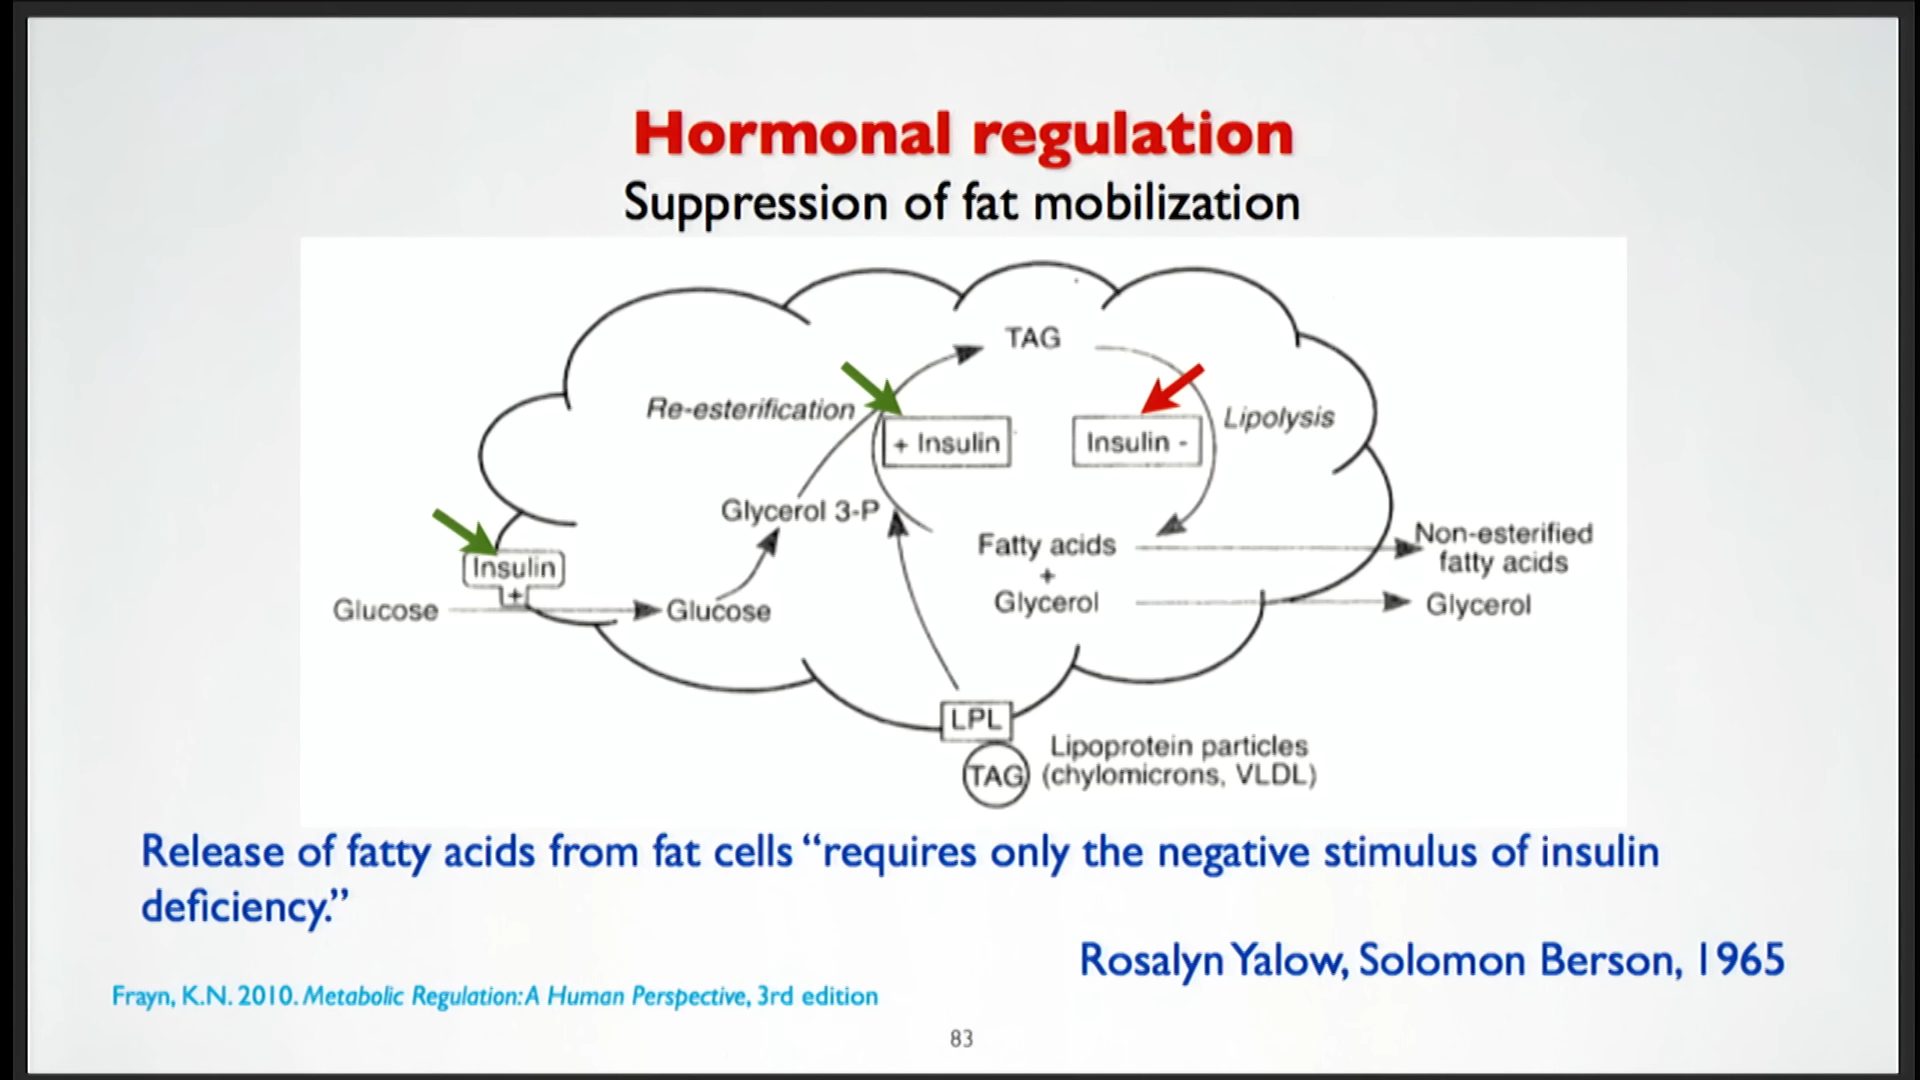 Hormonal regulation
Suppression of fat mobilization
TAG
Re-esterification
+ Insulin
Insulin -
Lipolysis
Glycerol 3-P
Fatty acids
+
Glycerol
Non-esterified
fatty acids
Glycerol
Insulin
+
Glucose
Glucose
LPL
TAG
Lipoprotein particles
(chylomicrons, VLDL)
Release of fatty acids from fat cells “requires only the negative stimulus of insulin
deficiency.”
Rosalyn Yalow, Solomon Berson, 1965
Frayn, K.N. 2010. Metabolic Regulation: A Human Perspective, 3rd edition
83